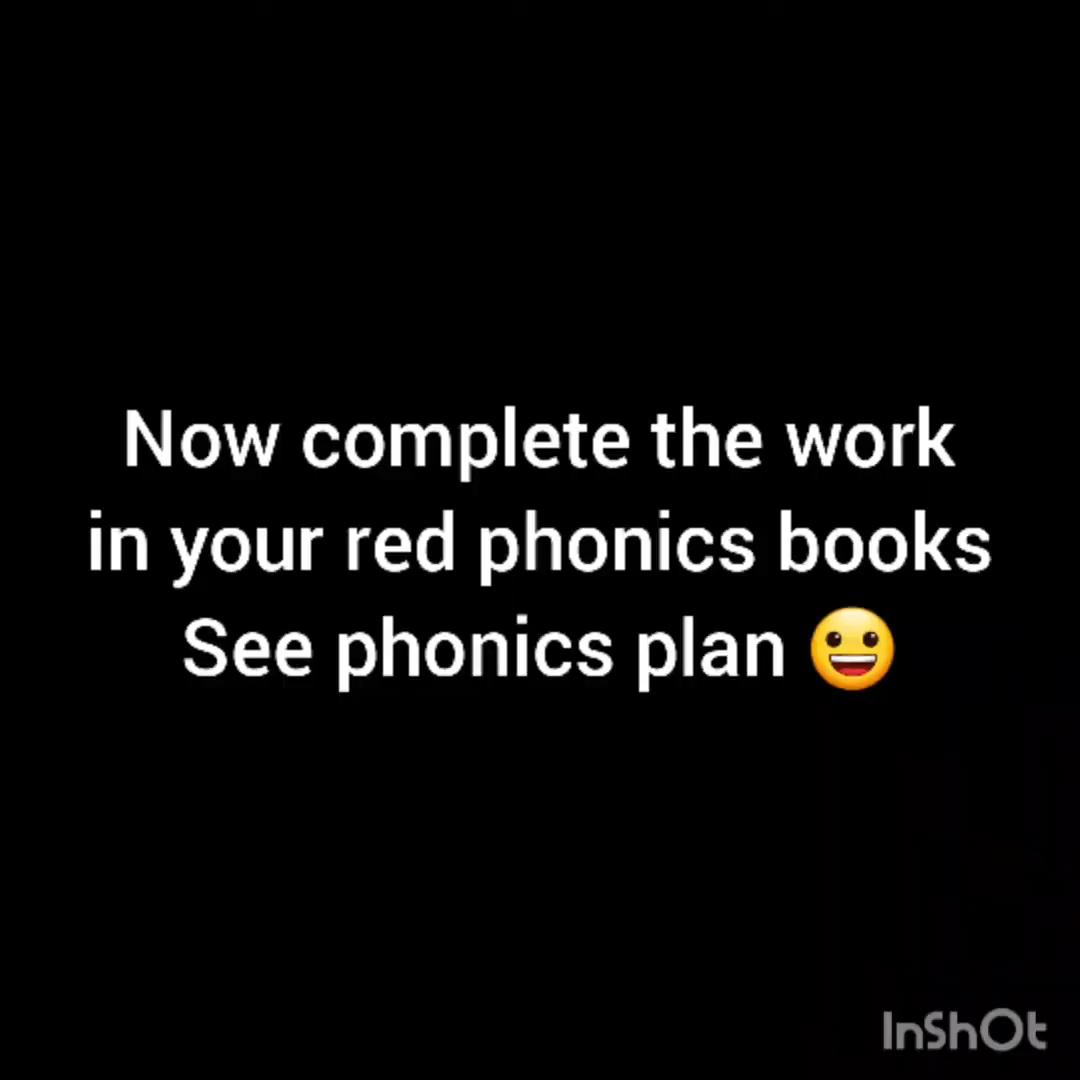 Now complete the work
in your red phonics books
See phonics plan 😀
InShOt